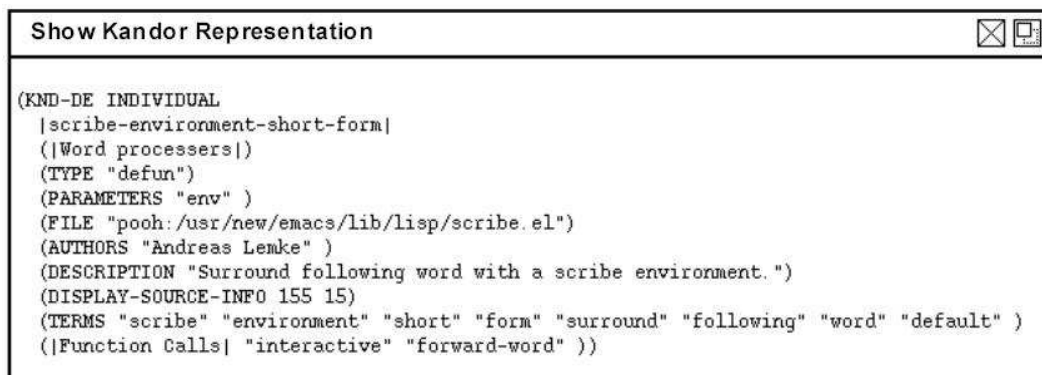 Show Kandor Representation
(KND-DE INDIVIDUAL
|scribe-environment-short-form|
(|Word processers|)
(TYPE "defun")
(PARAMETERS "env" )
(FILE "pooh:/usr/new/emacs/lib/lisp/scribe.el")
(AUTHORS "Andreas Lemke" )
(DESCRIPTION "Surround following word with a scribe environment.")
(DISPLAY-SOURCE-INFO 155 15)
(TERMS "scribe" "environment" "short" "form" "surround" "following" "word" "default" )
(|Function Calls| "interactive" "forward-word" ))